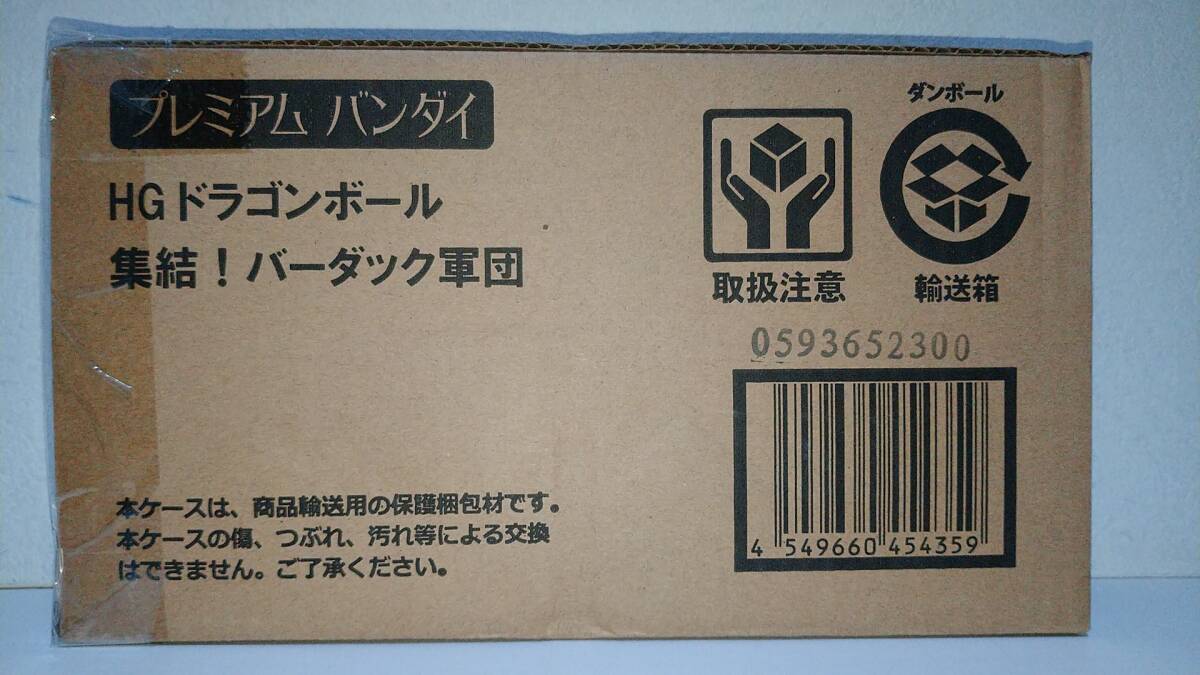 プレミアム バンダイ
HGドラゴンボール
集結！バーダック軍団
ダンボール
取扱注意
輸送箱
0593652300
4 549660 454359
本ケースは、商品輸送用の保護梱包材です。
本ケースの傷、つぶれ、汚れ等による交換
はできません。ご了承ください。